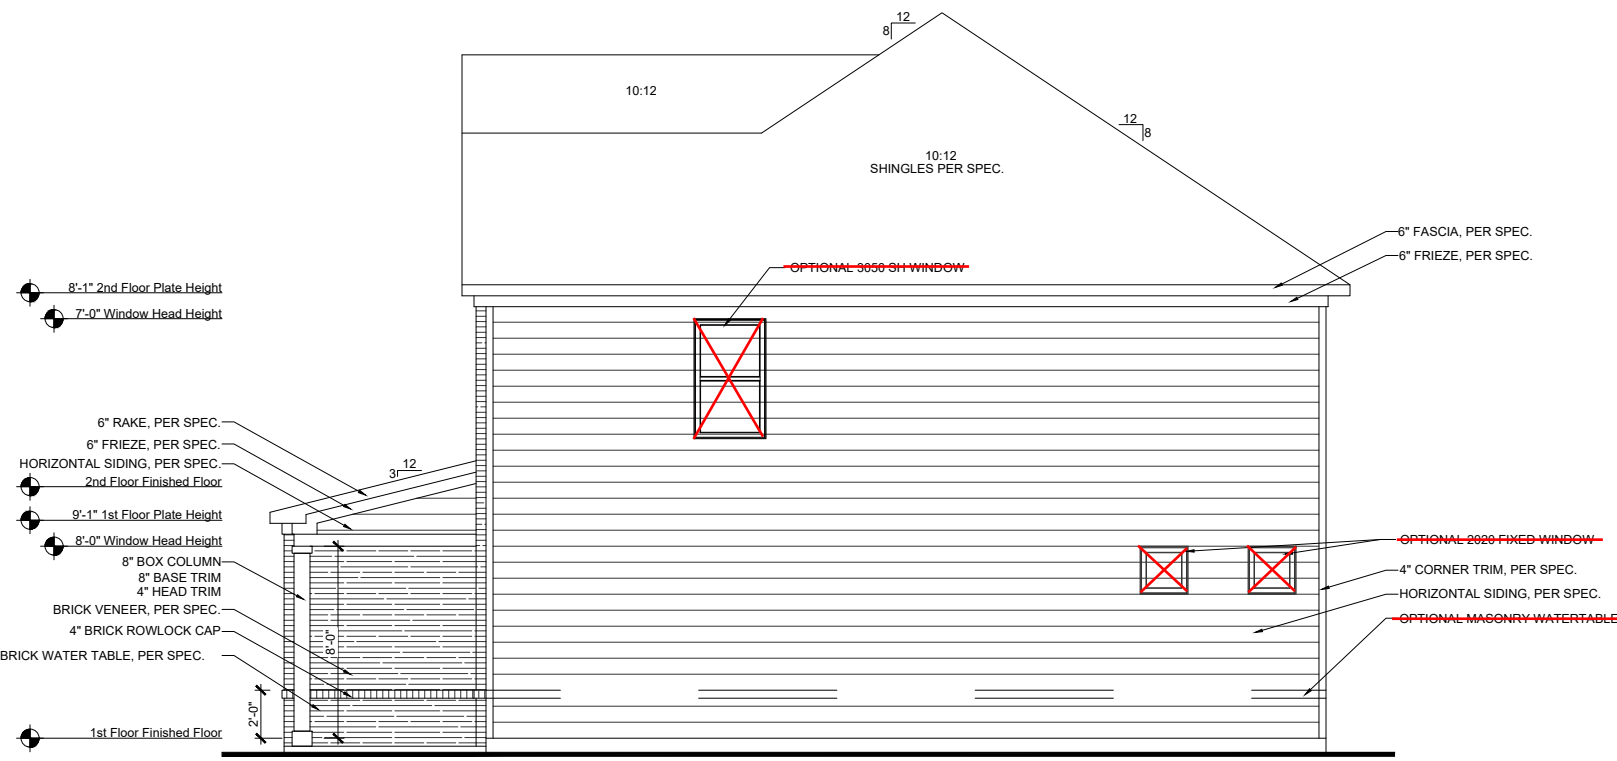 12
8
10:12
12
8
10:12
SHINGLES PER SPEC.
6" FASCIA, PER SPEC.
6" FRIEZE, PER SPEC.
OPTIONAL 3050 SH WINDOW
8'-1" 2nd Floor Plate Height
7'-0" Window Head Height
6" RAKE, PER SPEC.
6" FRIEZE, PER SPEC.
HORIZONTAL SIDING, PER SPEC.
12
3
2nd Floor Finished Floor
9'-1" 1st Floor Plate Height
8'-0" Window Head Height
8" BOX COLUMN
8" BASE TRIM
4" HEAD TRIM
BRICK VENEER, PER SPEC.
4" BRICK ROWLOCK CAP
BRICK WATER TABLE, PER SPEC.
8'-0"
2'-0"
1st Floor Finished Floor
OPTIONAL 2020 FIXED WINDOW
4" CORNER TRIM, PER SPEC.
HORIZONTAL SIDING, PER SPEC.
OPTIONAL MASONRY WATERTABLE